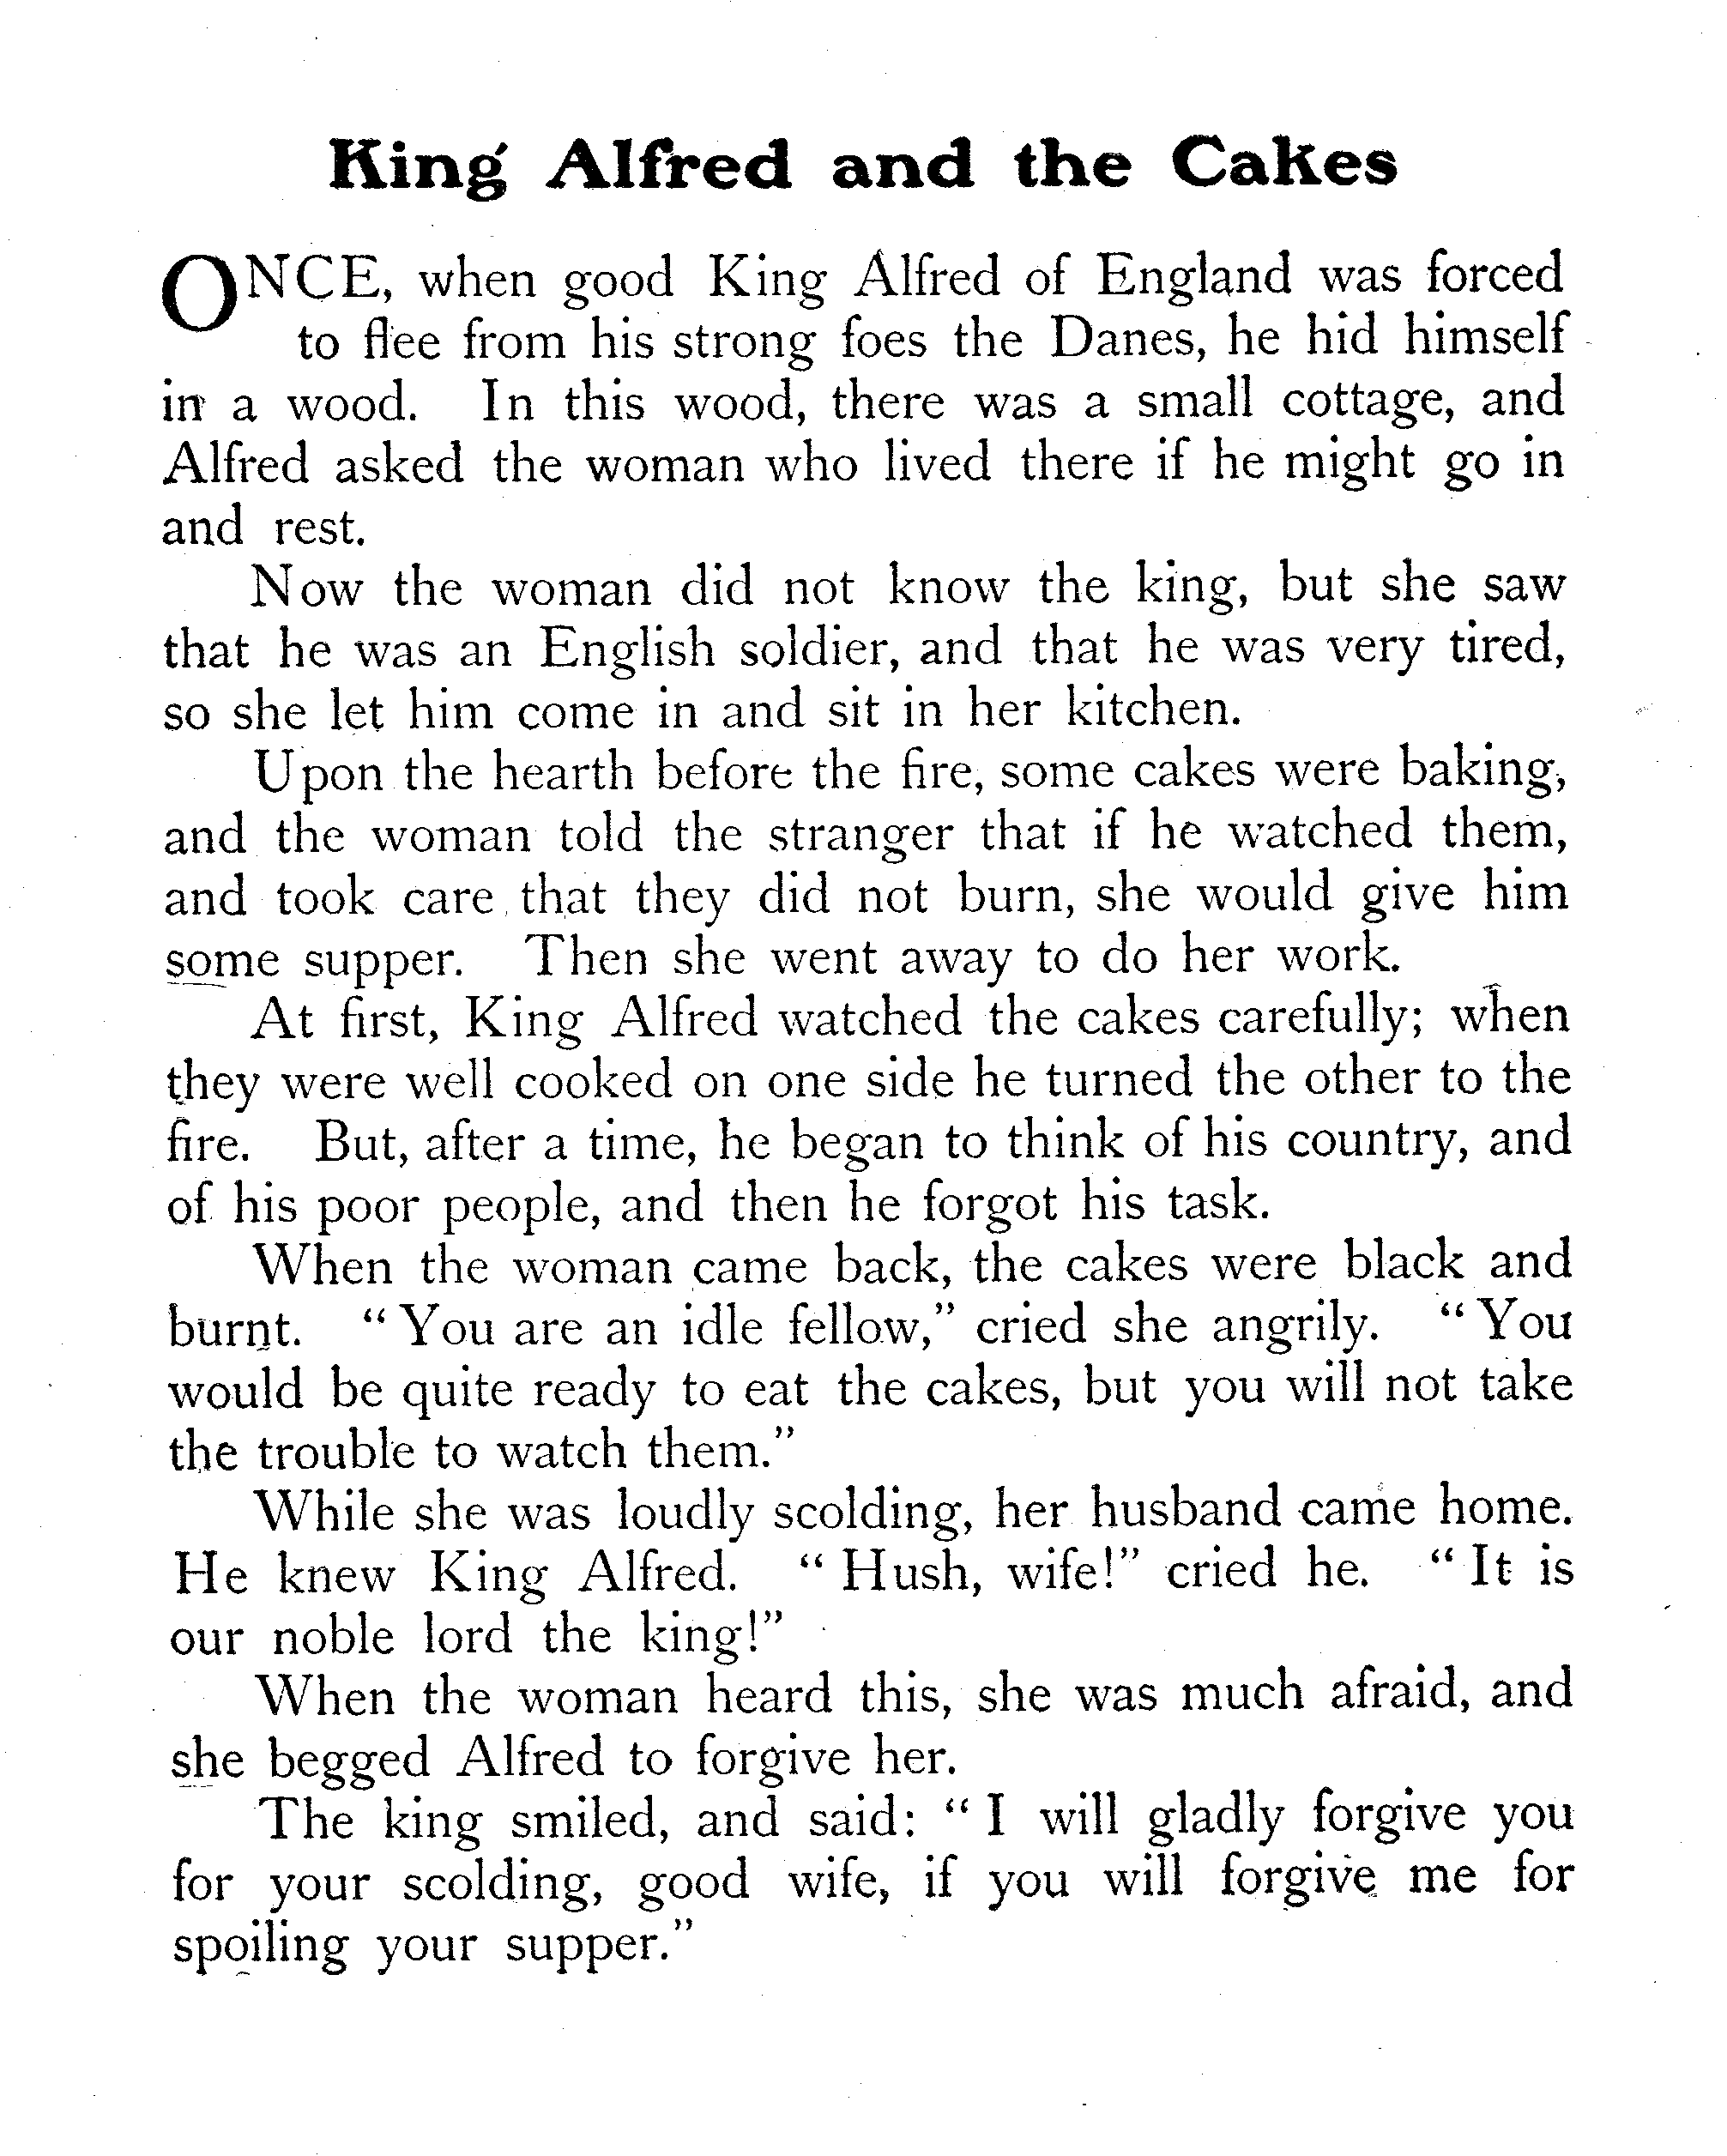 King Alfred and the Cakes
ONCE, when good King Alfred of England was forced
to flee from his strong foes the Danes, he hid himself
in a wood. In this wood, there was a small cottage, and
Alfred asked the woman who lived there if he might go in
and rest.
Now the woman did not know the king, but she saw
that he was an English soldier, and that he was very tired,
so she let him come in and sit in her kitchen.
Upon the hearth before the fire, some cakes were baking,
and the woman told the stranger that if he watched them,
and took care that they did not burn, she would give him
some supper. Then she went away to do her work.
At first, King Alfred watched the cakes carefully; when
they were well cooked on one side he turned the other to the
fire. But, after a time, he began to think of his country, and
of his poor people, and then he forgot his task.
When the woman came back, the cakes were black and
burnt. “ You are an idle fellow,” cried she angrily. “ You
would be quite ready to eat the cakes, but you will not take
the trouble to watch them.”
While she was loudly scolding, her husband came home.
He knew King Alfred. “ Hush, wife!” cried he. “ It is
our noble lord the king!”
When the woman heard this, she was much afraid, and
she begged Alfred to forgive her.
The king smiled, and said: “ I will gladly forgive you
for your scolding, good wife, if you will forgive me for
spoiling your supper.”